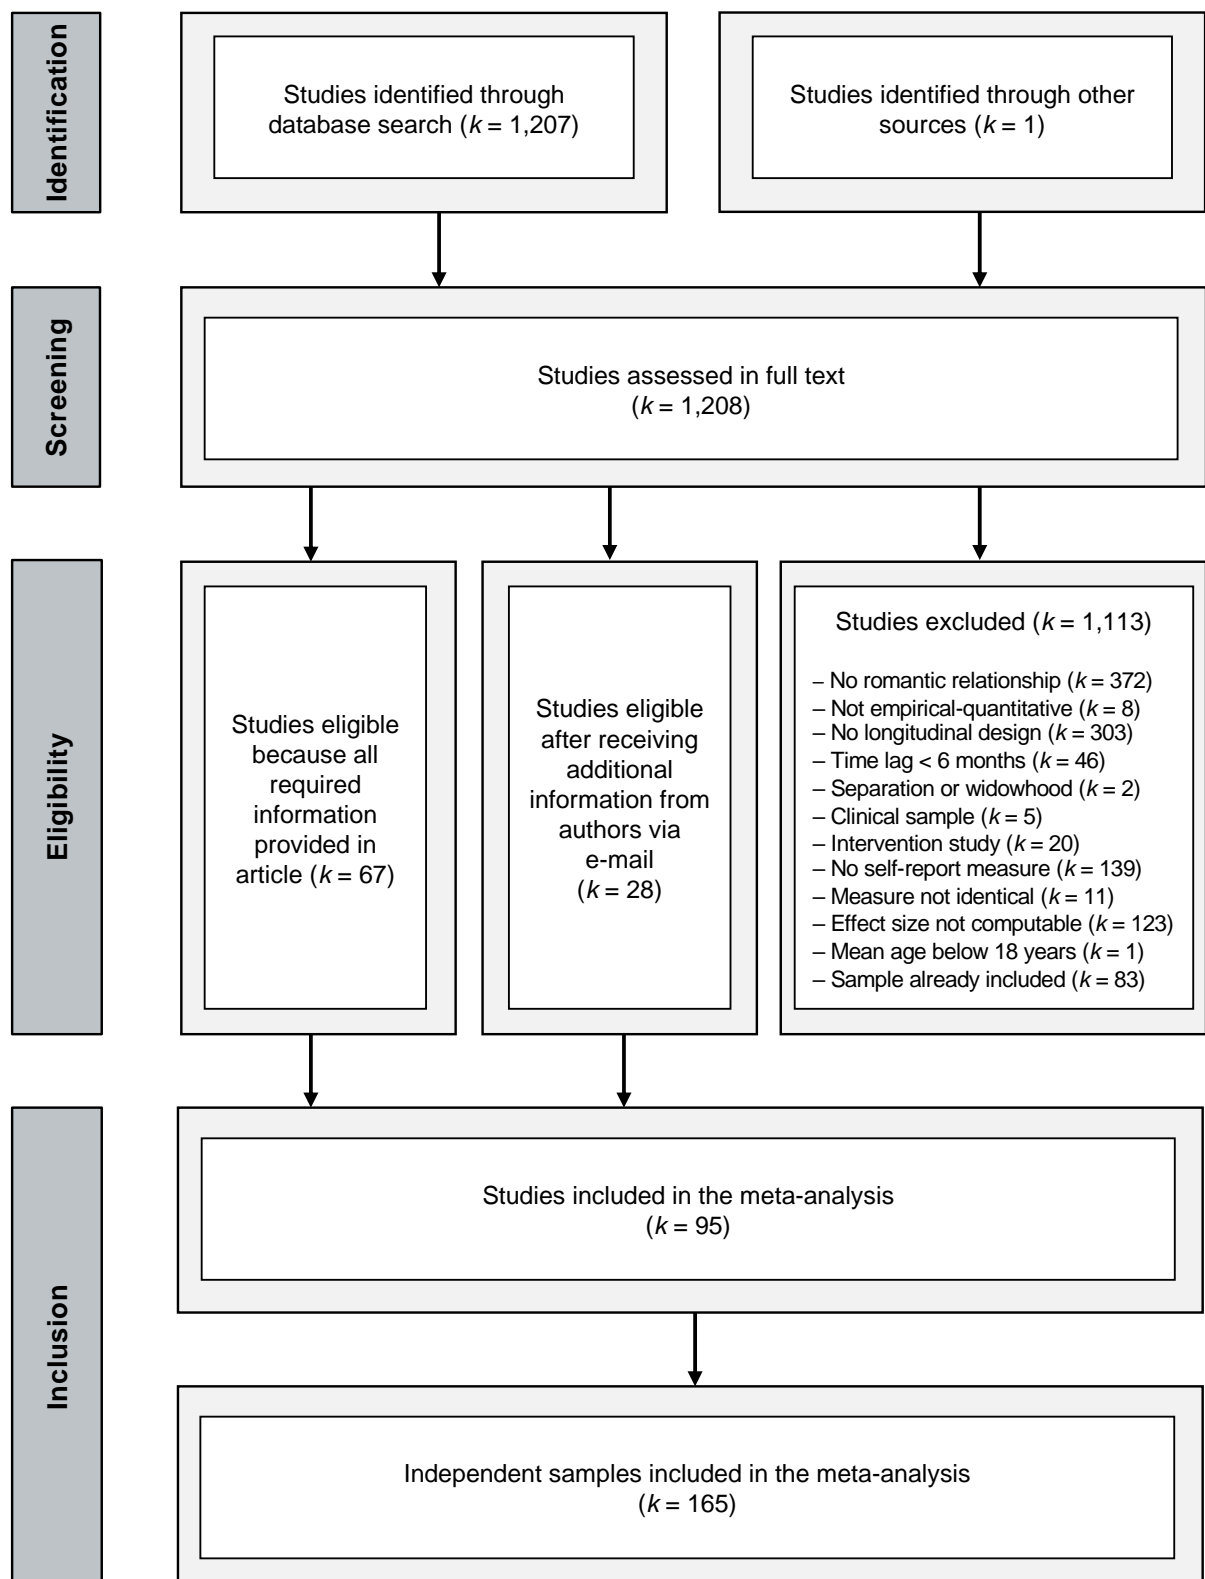 Identification
Studies identified through
database search (k = 1,207)
Studies identified through other
sources (k = 1)
Screening
Studies assessed in full text
(k = 1,208)
Eligibility
Studies eligible
because all
required
information
provided in
article (k = 67)
Studies eligible
after receiving
additional
information from
authors via
e-mail
(k = 28)
Studies excluded (k = 1,113)
– No romantic relationship (k = 372)
– Not empirical-quantitative (k = 8)
– No longitudinal design (k = 303)
– Time lag < 6 months (k = 46)
– Separation or widowhood (k = 2)
– Clinical sample (k = 5)
– Intervention study (k = 20)
– No self-report measure (k = 139)
– Measure not identical (k = 11)
– Effect size not computable (k = 123)
– Mean age below 18 years (k = 1)
– Sample already included (k = 83)
Inclusion
Studies included in the meta-analysis
(k = 95)
Independent samples included in the meta-analysis
(k = 165)